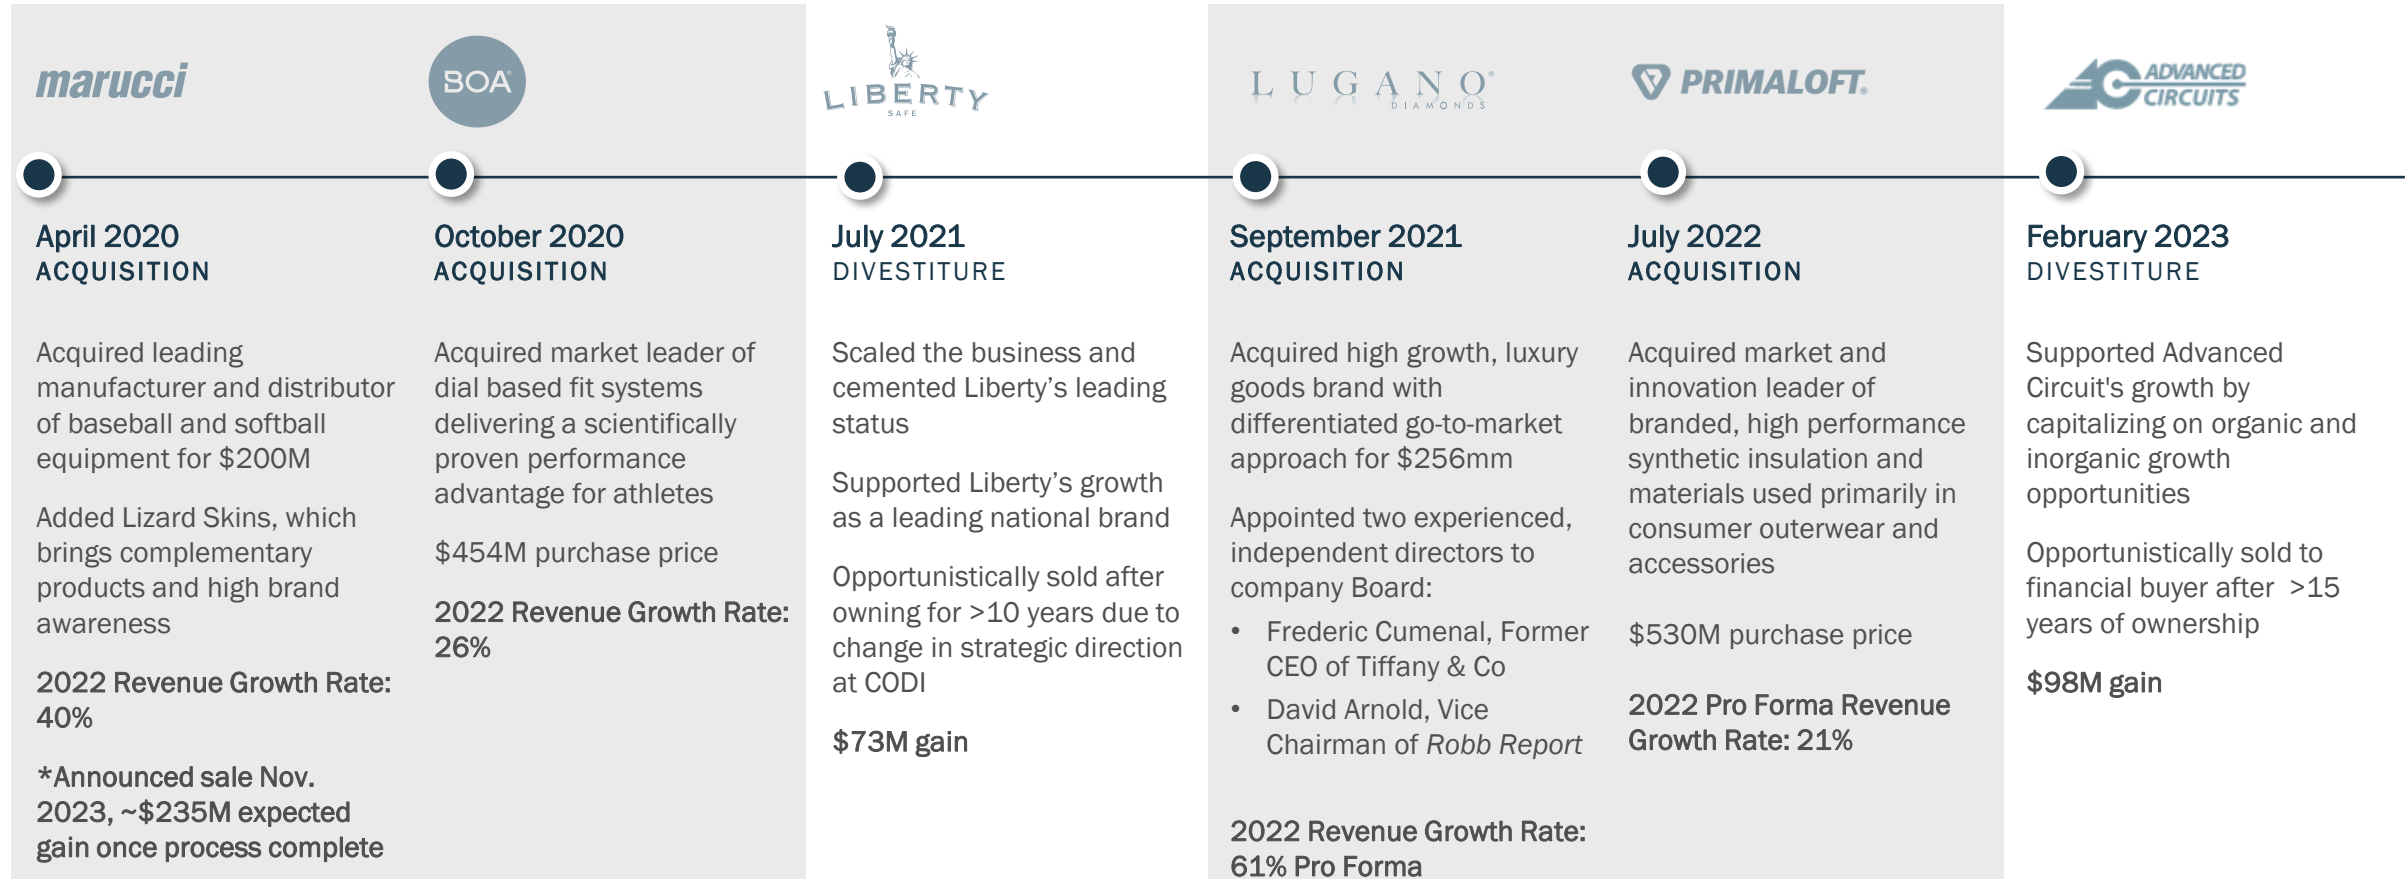 marucci
BOA
LIBERTY
SAFE
LUGANO®
DIAMONDS
PRIMALOFT®
ADVANCED
CIRCUITS
April 2020
ACQUISITION
Acquired leading
manufacturer and distributor
of baseball and softball
equipment for $200M
Added Lizard Skins, which
brings complementary
products and high brand
awareness
2022 Revenue Growth Rate:
40%
*Announced sale Nov.
2023, ~$235M expected
gain once process complete
October 2020
ACQUISITION
Acquired market leader of
dial based fit systems
delivering a scientifically
proven performance
advantage for athletes
$454M purchase price
2022 Revenue Growth Rate:
26%
July 2021
DIVESTITURE
Scaled the business and
cemented Liberty’s leading
status
Supported Liberty’s growth
as a leading national brand
Opportunistically sold after
owning for >10 years due to
change in strategic direction
at CODI
$73M gain
September 2021
ACQUISITION
Acquired high growth, luxury
goods brand with
differentiated go-to-market
approach for $256mm
Appointed two experienced,
independent directors to
company Board:
• Frederic Cumenal, Former
CEO of Tiffany & Co
• David Arnold, Vice
Chairman of Robb Report
2022 Revenue Growth Rate:
61% Pro Forma
July 2022
ACQUISITION
Acquired market and
innovation leader of
branded, high performance
synthetic insulation and
materials used primarily in
consumer outerwear and
accessories
$530M purchase price
2022 Pro Forma Revenue
Growth Rate: 21%
February 2023
DIVESTITURE
Supported Advanced
Circuit's growth by
capitalizing on organic and
inorganic growth
opportunities
Opportunistically sold to
financial buyer after >15
years of ownership
$98M gain